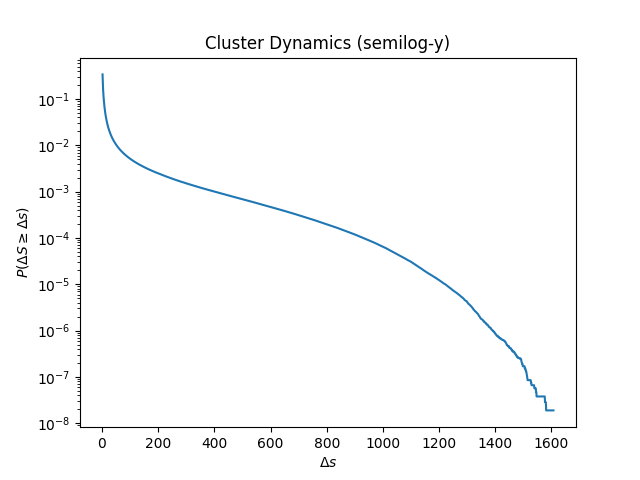 Cluster Dynamics (semilog-y)
P(ΔS ≥ Δs)
10⁻¹
10⁻²
10⁻³
10⁻⁴
10⁻⁵
10⁻⁶
10⁻⁷
10⁻⁸
0 200 400 600 800 1000 1200 1400 1600
Δs